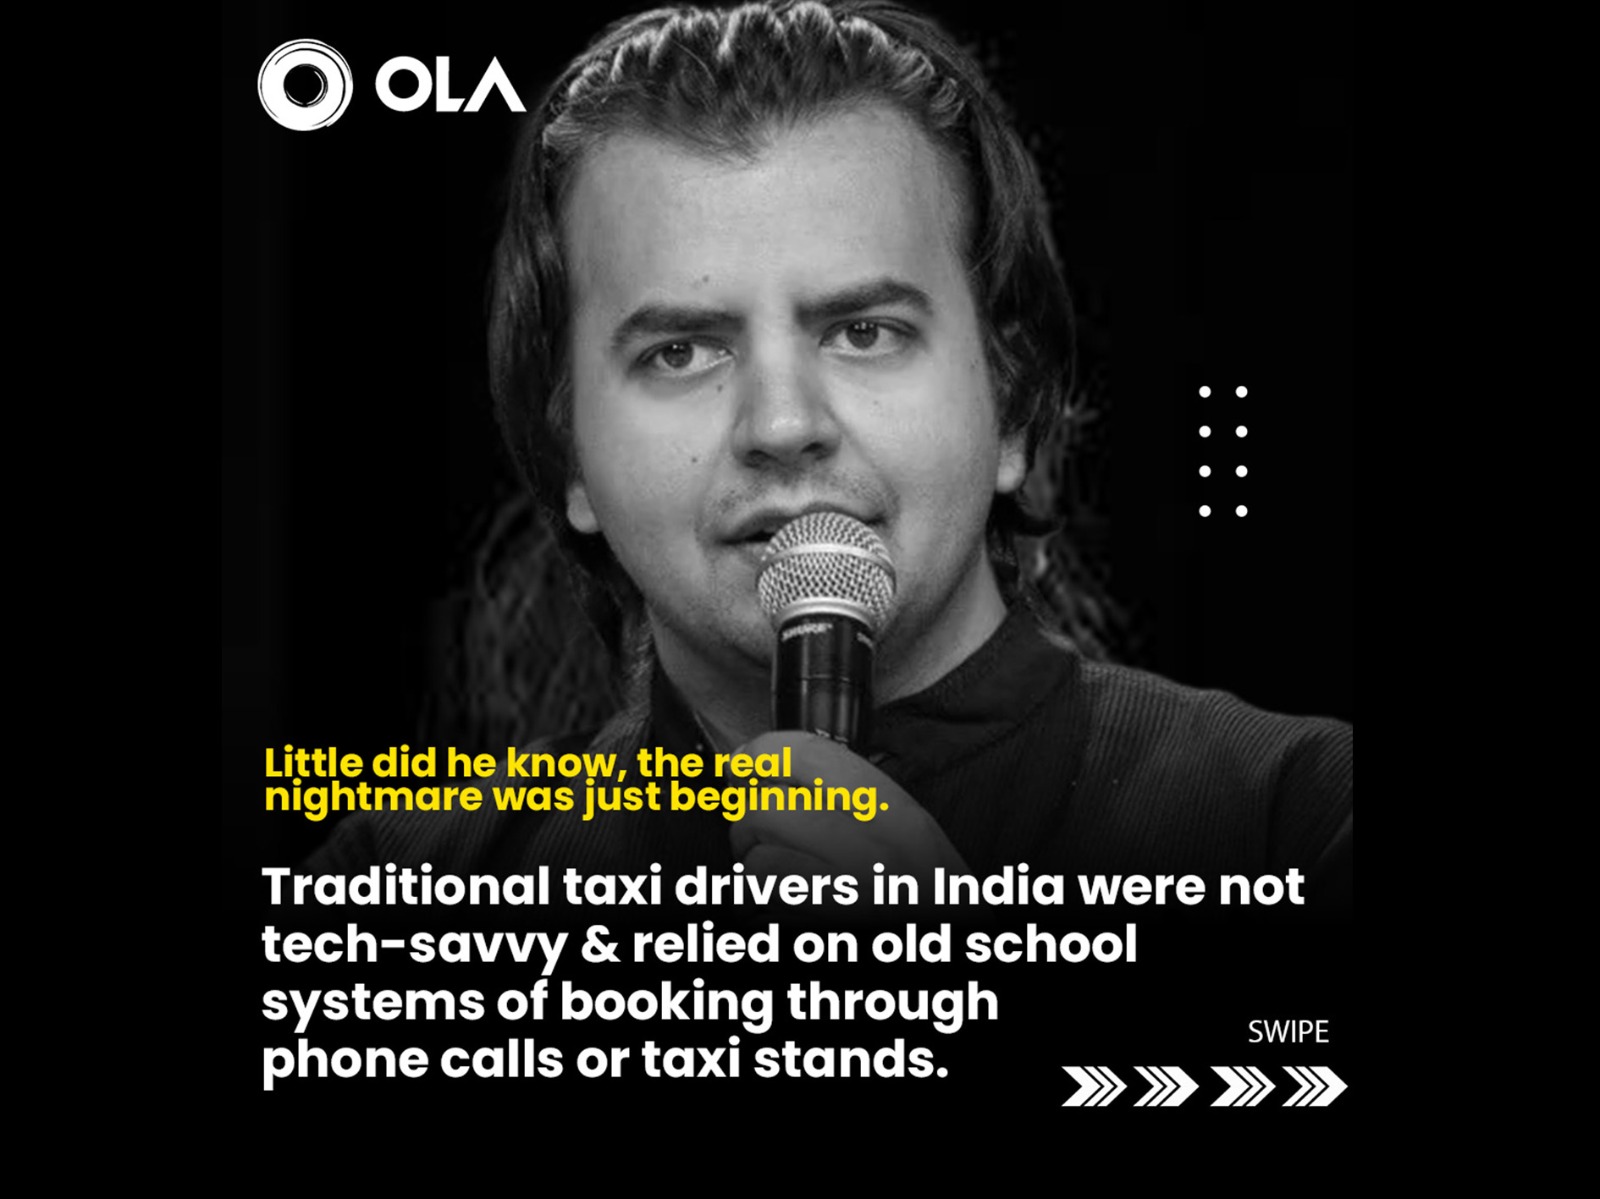 OLA
Little did he know, the real
nightmare was just beginning.
Traditional taxi drivers in India were not
tech-savvy & relied on old school
systems of booking through
phone calls or taxi stands.
SWIPE